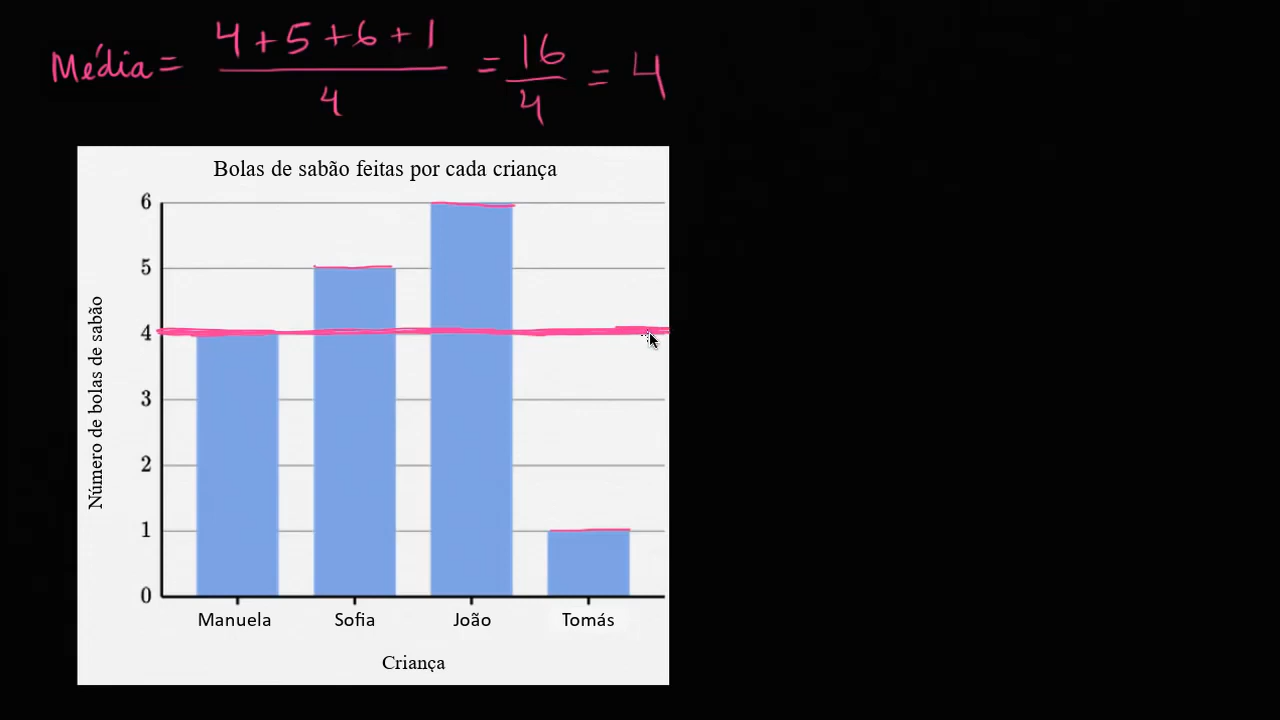 Média = 4 + 5 + 6 + 1 / 4 = 16 / 4 = 4
Bolas de sabão feitas por cada criança
Número de bolas de sabão
6
5
4
3
2
1
0
Manuela Sofia João Tomás
Criança